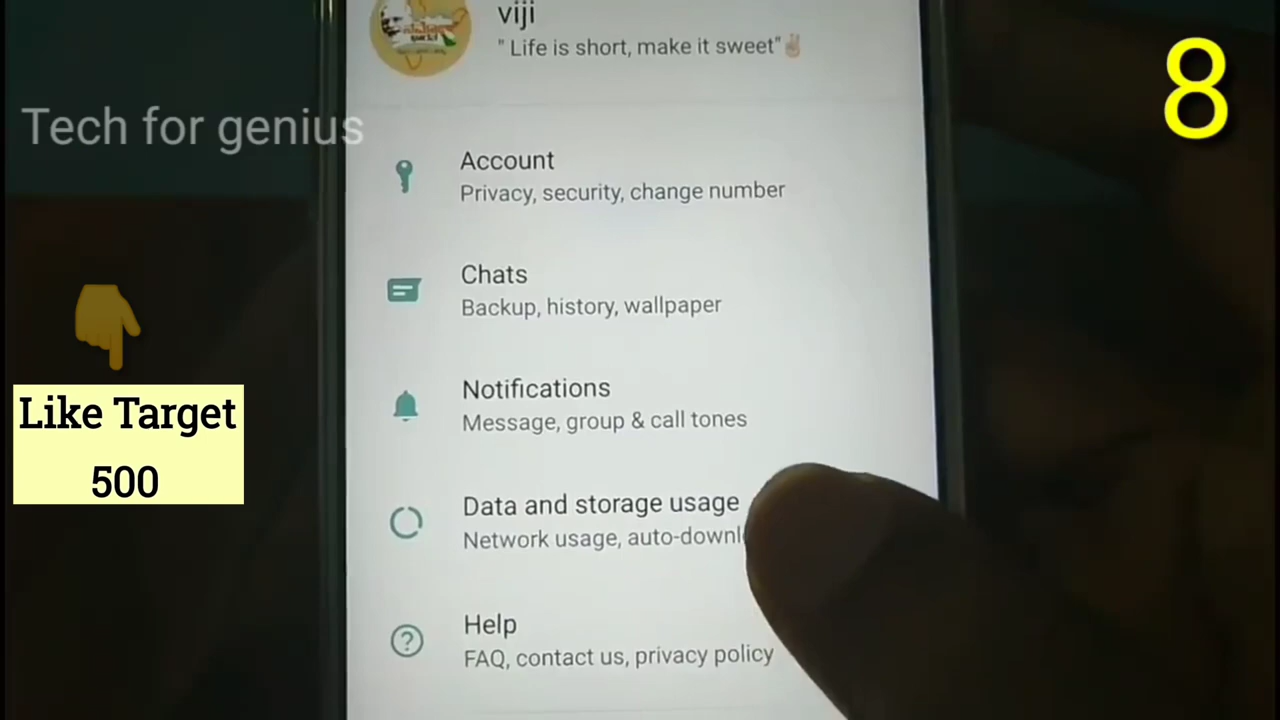 viji
" Life is short, make it sweet"✌
8
Tech for genius
Account
Privacy, security, change number
Chats
Backup, history, wallpaper
Notifications
Message, group & call tones
Like Target
500
Data and storage usage
Network usage, auto-downl
Help
FAQ, contact us, privacy policy